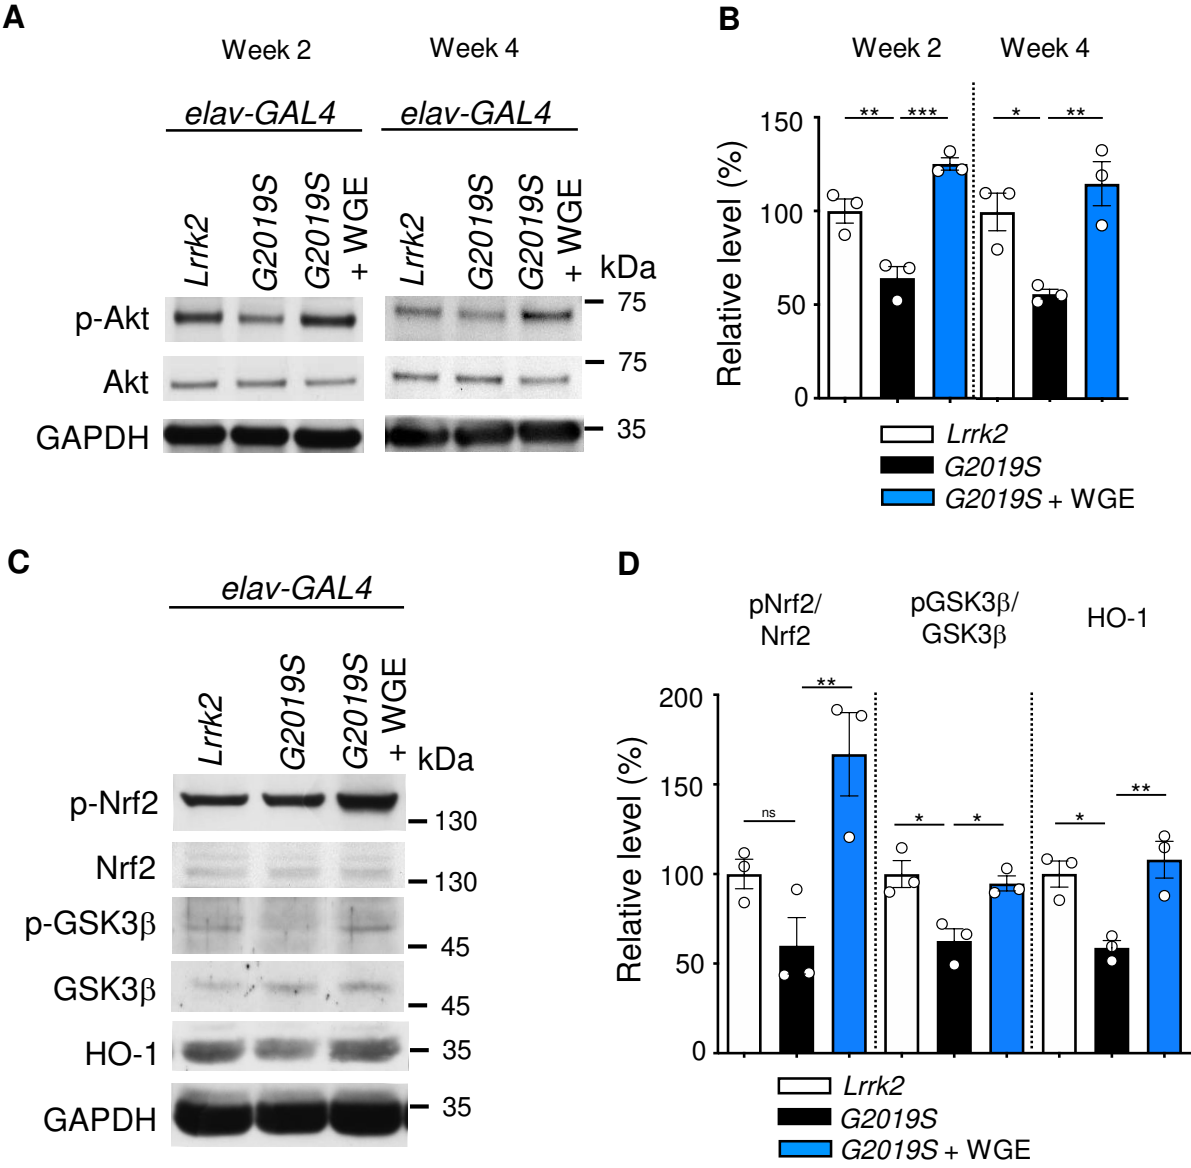 A
Week 2
Week 4
elav-GAL4
elav-GAL4
Lrrk2
G2019S
G2019S
+ WGE
Lrrk2
G2019S
G2019S
+ WGE
kDa
p-Akt
75
Akt
75
GAPDH
35
B
Week 2
Week 4
**
***
*
**
Relative level (%)
150
100
50
0
Lrrk2
G2019S
G2019S + WGE
C
elav-GAL4
Lrrk2
G2019S
G2019S
+ WGE
kDa
p-Nrf2
130
Nrf2
130
p-GSK3β
45
GSK3β
45
HO-1
35
GAPDH
35
D
pNrf2/
Nrf2
pGSK3β/
GSK3β
HO-1
ns
**
*
*
*
**
Relative level (%)
200
150
100
50
0
Lrrk2
G2019S
G2019S + WGE